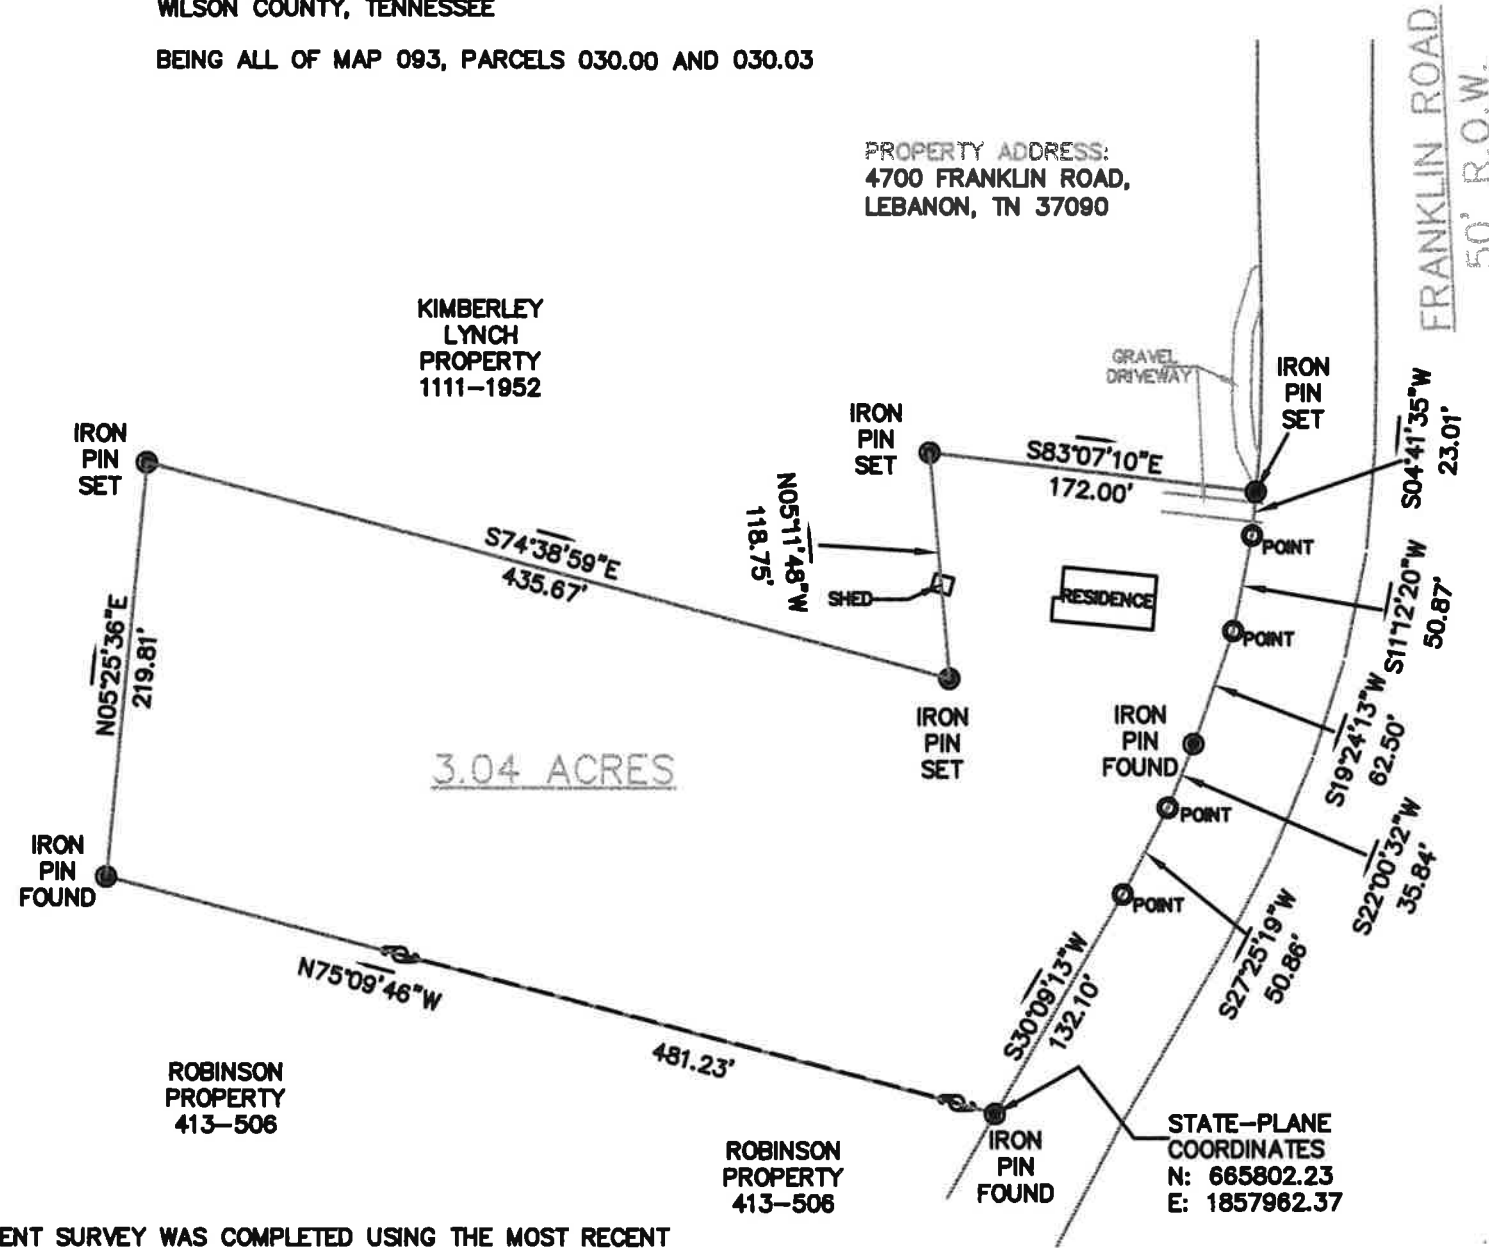 WILSON COUNTY, TENNESSEE
BEING ALL OF MAP 093, PARCELS 030.00 AND 030.03
FRANKLIN ROAD
50' R.O.W.
PROPERTY ADDRESS:
4700 FRANKLIN ROAD,
LEBANON, TN 37090
KIMBERLEY
LYNCH
PROPERTY
1111-1952
GRAVEL
DRIVEWAY
IRON
PIN
SET
IRON
PIN
SET
IRON
PIN
SET
S83°07'10"E
172.00'
S04°41'35"W
23.01'
N05°11'48"W
118.75'
S74°38'59"E
435.67'
SHED
RESIDENCE
POINT
S11°12'20"W
50.87'
POINT
N05°25'36"E
219.81'
IRON
PIN
SET
IRON
PIN
FOUND
S19°24'13"W
62.50'
3.04 ACRES
POINT
S22°00'32"W
35.84'
IRON
PIN
FOUND
POINT
S27°25'19"W
50.86'
N75°09'46"W
481.23'
S30°09'13"W
132.10'
ROBINSON
PROPERTY
413-506
ROBINSON
PROPERTY
413-506
IRON
PIN
FOUND
STATE-PLANE
COORDINATES
N: 665802.23
E: 1857962.37
ENT SURVEY WAS COMPLETED USING THE MOST RECENT